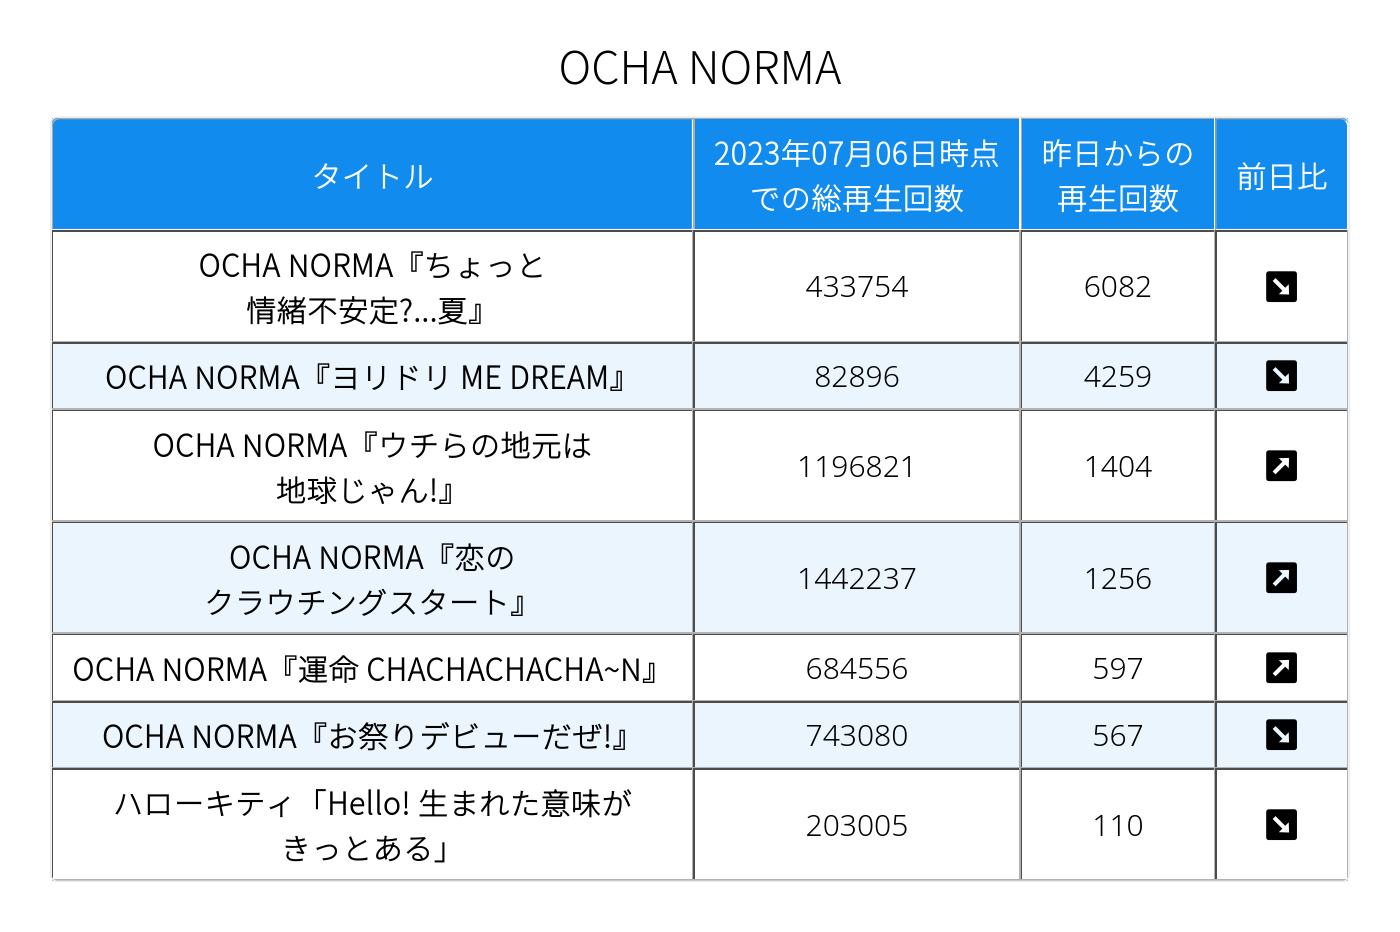 OCHA NORMA
タイトル
2023年07月06日時点
での総再生回数
昨日からの
再生回数
前日比
OCHA NORMA『ちょっと
情緒不安定?...夏』
433754
6082
↘
OCHA NORMA『ヨリドリ ME DREAM』
82896
4259
↘
OCHA NORMA『ウチらの地元は
地球じゃん!』
1196821
1404
↗
OCHA NORMA『恋の
クラウチングスタート』
1442237
1256
↗
OCHA NORMA『運命 CHACHACHACHA~N』
684556
597
↗
OCHA NORMA『お祭りデビューだぜ!』
743080
567
↘
ハローキティ「Hello! 生まれた意味が
きっとある」
203005
110
↘